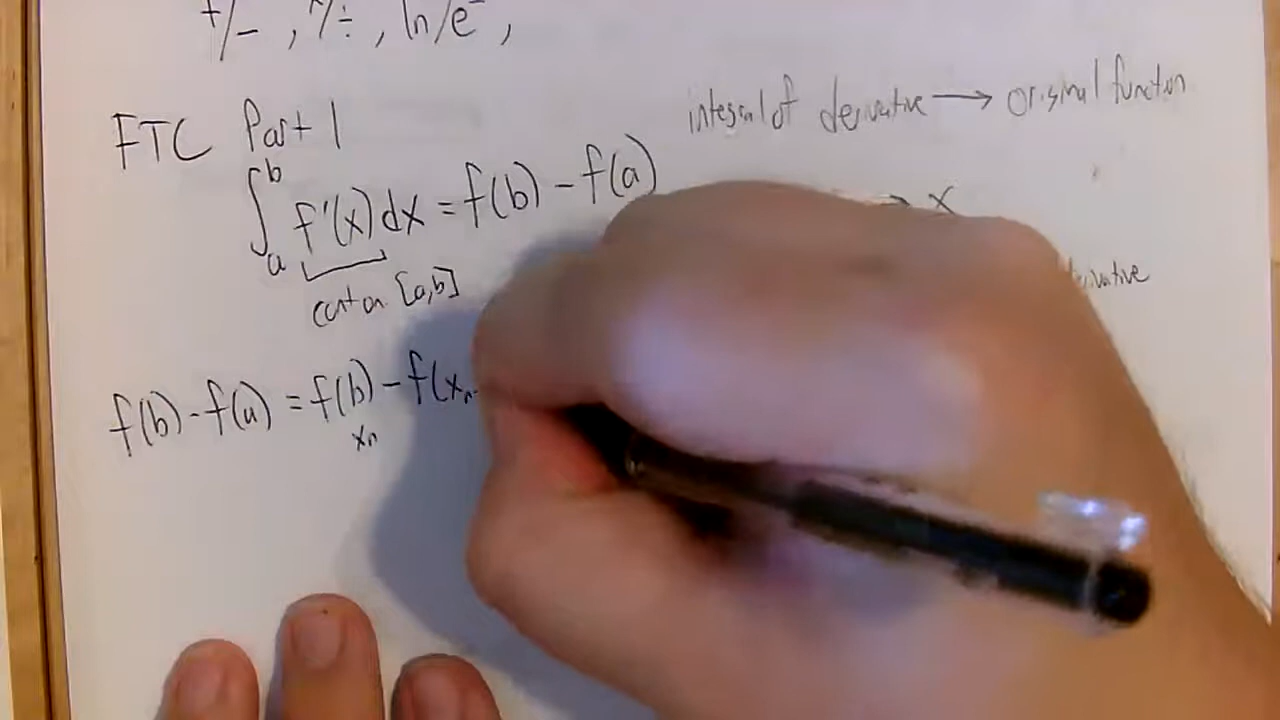 +/- , ×/÷ , ln/e⁻ ,
integral of derivative → original function
FTC Part 1
∫ₐᵇ f'(x) dx = f(b) - f(a)
→ x
cont on [a,b]
f(b) - f(a) = f(b) - f(xₙ₋
xₙ